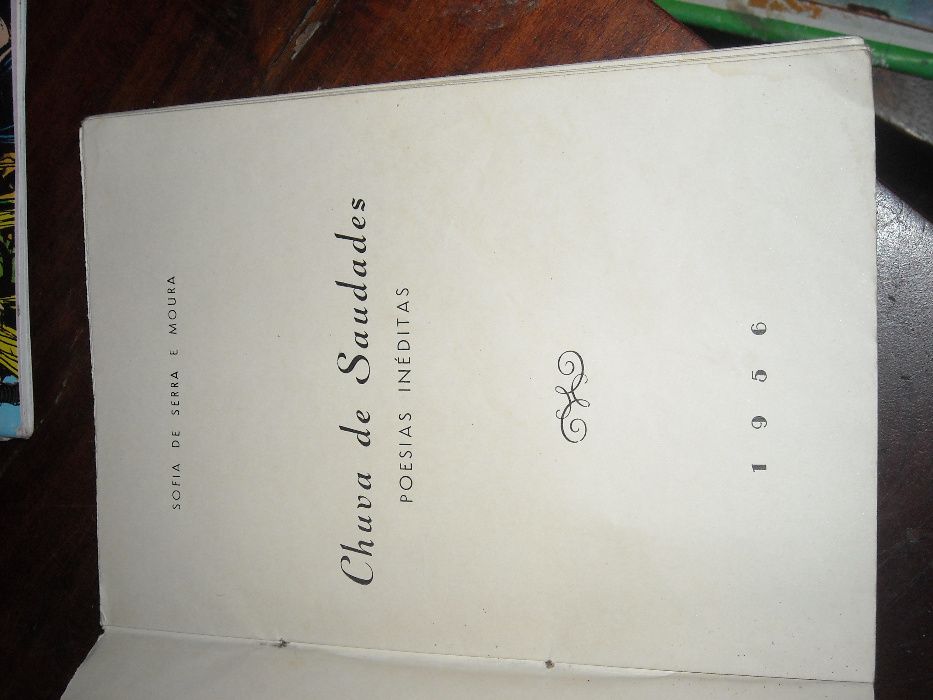 SOFIA DE SERRA E MOURA
Chuva de Saudades
POESIAS INÉDITAS
1956